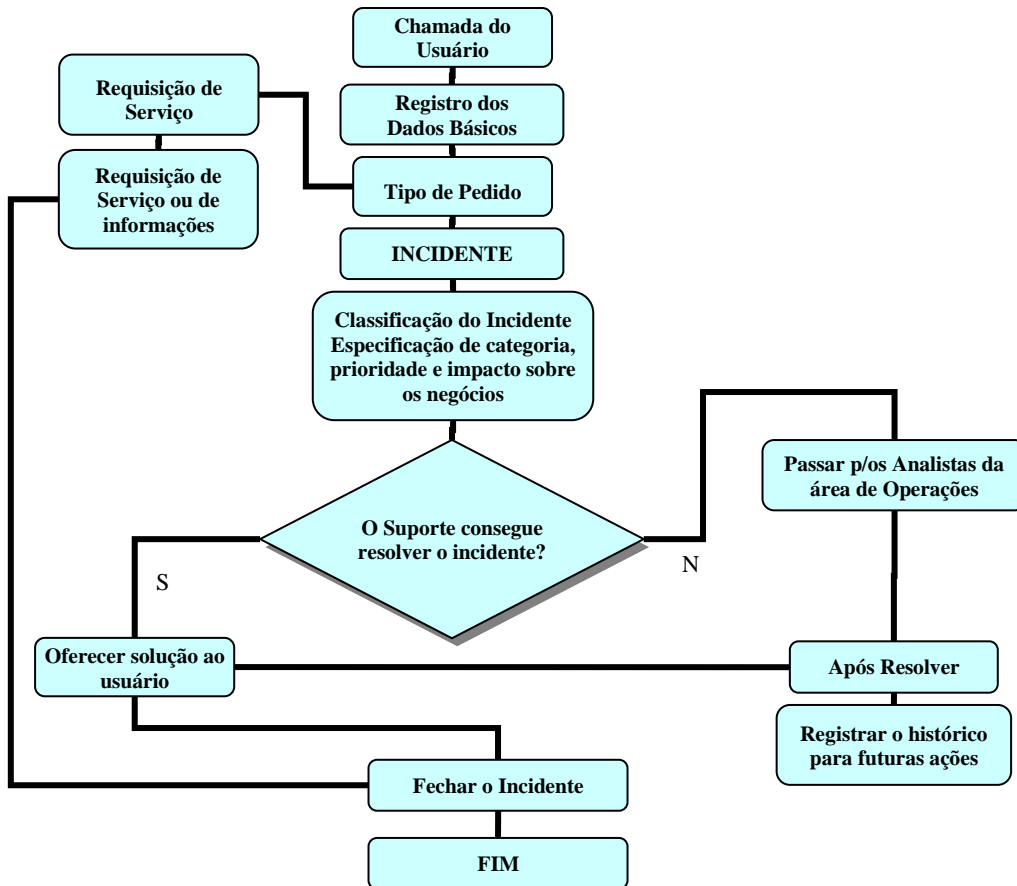 Chamada do
Usuário
Registro dos
Dados Básicos
Tipo de Pedido
Requisição de
Serviço
Requisição de
Serviço ou de
informações
INCIDENTE
Classificação do Incidente
Especificação de categoria,
prioridade e impacto sobre
os negócios
O Suporte consegue
resolver o incidente?
S
N
Passar p/os Analistas da
área de Operações
Oferecer solução ao
usuário
Após Resolver
Registrar o histórico
para futuras ações
Fechar o Incidente
FIM